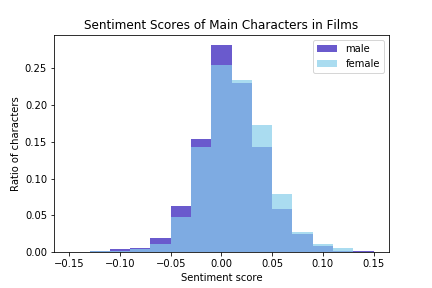 Sentiment Scores of Main Characters in Films
male
female
Ratio of characters
0.25
0.20
0.15
0.10
0.05
0.00
−0.15 −0.10 −0.05 0.00 0.05 0.10 0.15
Sentiment score